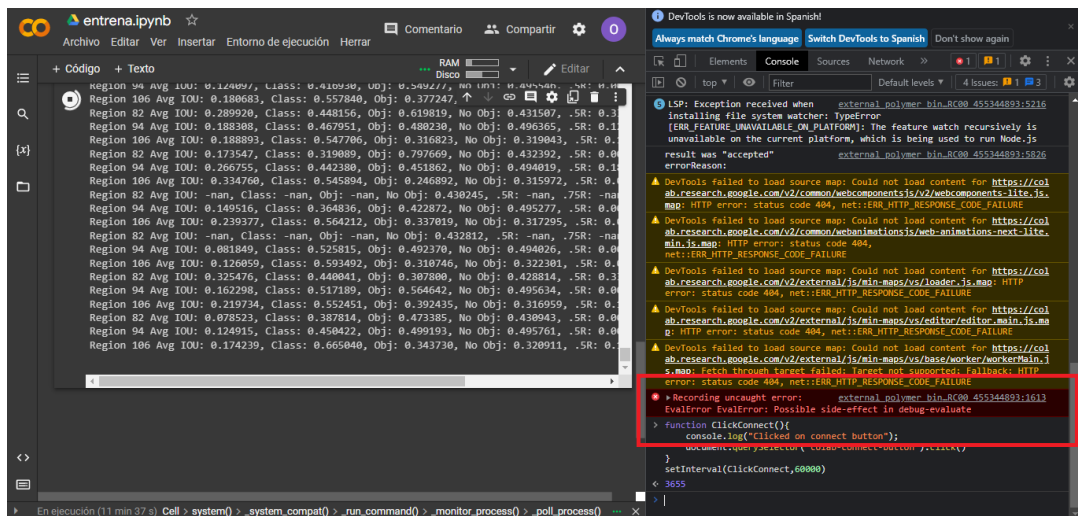 entrena.ipynb
Comentario
Compartir
O
Archivo Editar Ver Insertar Entorno de ejecución Herrar
+ Código + Texto
RAM
Disco
Editar
Region 94 Avg IOU: 0.124097, Class: 0.416930, Obj: 0.549277, No Obj: 0.495546, .5R: 0.0
Region 106 Avg IOU: 0.180683, Class: 0.557840, Obj: 0.377247,
Region 82 Avg IOU: 0.289920, Class: 0.448156, Obj: 0.619819, No Obj: 0.431507, .5R: 0.3
Region 94 Avg IOU: 0.188308, Class: 0.467951, Obj: 0.480230, No Obj: 0.496365, .5R: 0.1
Region 106 Avg IOU: 0.188893, Class: 0.547706, Obj: 0.316823, No Obj: 0.319043, .5R: 0.
Region 82 Avg IOU: 0.173547, Class: 0.319089, Obj: 0.797669, No Obj: 0.432392, .5R: 0.0
Region 94 Avg IOU: 0.266755, Class: 0.442380, Obj: 0.451862, No Obj: 0.494019, .5R: 0.1
Region 106 Avg IOU: 0.334760, Class: 0.545894, Obj: 0.246892, No Obj: 0.315972, .5R: 0.
Region 82 Avg IOU: -nan, Class: -nan, Obj: -nan, No Obj: 0.430245, .5R: -nan, .75R: -na
Region 94 Avg IOU: 0.149516, Class: 0.364836, Obj: 0.422872, No Obj: 0.495277, .5R: 0.0
Region 106 Avg IOU: 0.239377, Class: 0.564212, Obj: 0.337019, No Obj: 0.317295, .5R: 0.
Region 82 Avg IOU: -nan, Class: -nan, Obj: -nan, No Obj: 0.432812, .5R: -nan, .75R: -na
Region 94 Avg IOU: 0.081849, Class: 0.525815, Obj: 0.492370, No Obj: 0.494026, .5R: 0.0
Region 106 Avg IOU: 0.126059, Class: 0.593492, Obj: 0.310746, No Obj: 0.322301, .5R: 0.
Region 82 Avg IOU: 0.325476, Class: 0.440041, Obj: 0.307800, No Obj: 0.428814, .5R: 0.3
Region 94 Avg IOU: 0.162298, Class: 0.517189, Obj: 0.564642, No Obj: 0.495634, .5R: 0.0
Region 106 Avg IOU: 0.219734, Class: 0.552451, Obj: 0.392435, No Obj: 0.316959, .5R: 0.
Region 82 Avg IOU: 0.078523, Class: 0.387814, Obj: 0.473385, No Obj: 0.430943, .5R: 0.0
Region 94 Avg IOU: 0.124915, Class: 0.450422, Obj: 0.499193, No Obj: 0.495761, .5R: 0.0
Region 106 Avg IOU: 0.174239, Class: 0.665040, Obj: 0.343730, No Obj: 0.320911, .5R: 0.
{x}
En ejecución (11 min 37 s) Cell > system() > _system_compat() > _run_command() > _monitor_process() > _poll_process()
DevTools is now available in Spanish!
Always match Chrome's language Switch DevTools to Spanish Don't show again
Elements Console Sources Network » 1 1
top Filter Default levels 4 Issues: 1 3
5 LSP: Exception received when external_polymer_bin…RC00_455344893:5216
installing file system watcher: TypeError
[ERR_FEATURE_UNAVAILABLE_ON_PLATFORM]: The feature watch recursively is
unavailable on the current platform, which is being used to run Node.js
result was "accepted" external_polymer_bin…RC00_455344893:5826
errorReason:
DevTools failed to load source map: Could not load content for https://col
ab.research.google.com/v2/common/webcomponentsjs/v2/webcomponents-lite.js.
map: HTTP error: status code 404, net::ERR_HTTP_RESPONSE_CODE_FAILURE
DevTools failed to load source map: Could not load content for https://col
ab.research.google.com/v2/common/webanimationsjs/web-animations-next-lite.
min.js.map: HTTP error: status code 404,
net::ERR_HTTP_RESPONSE_CODE_FAILURE
DevTools failed to load source map: Could not load content for https://col
ab.research.google.com/v2/external/js/min-maps/vs/loader.js.map: HTTP
error: status code 404, net::ERR_HTTP_RESPONSE_CODE_FAILURE
DevTools failed to load source map: Could not load content for https://col
ab.research.google.com/v2/external/js/min-maps/vs/editor/editor.main.js.ma
p: HTTP error: status code 404, net::ERR_HTTP_RESPONSE_CODE_FAILURE
DevTools failed to load source map: Could not load content for https://col
ab.research.google.com/v2/external/js/min-maps/vs/base/worker/workerMain.j
s.map: Fetch through target failed: Target not supported; Fallback: HTTP
error: status code 404, net::ERR_HTTP_RESPONSE_CODE_FAILURE
Recording uncaught error: external_polymer_bin…RC00_455344893:1613
EvalError EvalError: Possible side-effect in debug-evaluate
function ClickConnect(){
console.log("Clicked on connect button");
document.querySelector("colab-connect-button").click()
}
setInterval(ClickConnect,60000)
3655